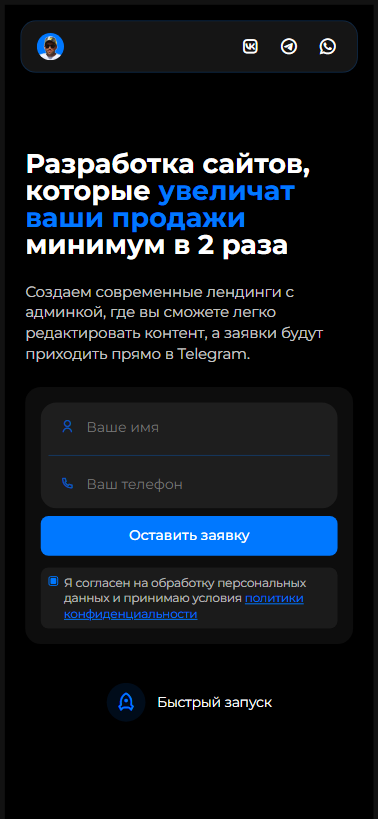 Разработка сайтов,
которые увеличат
ваши продажи
минимум в 2 раза
Создаем современные лендинги с
админкой, где вы сможете легко
редактировать контент, а заявки будут
приходить прямо в Telegram.
Ваше имя
Ваш телефон
Оставить заявку
Я согласен на обработку персональных
данных и принимаю условия политики
конфиденциальности
Быстрый запуск